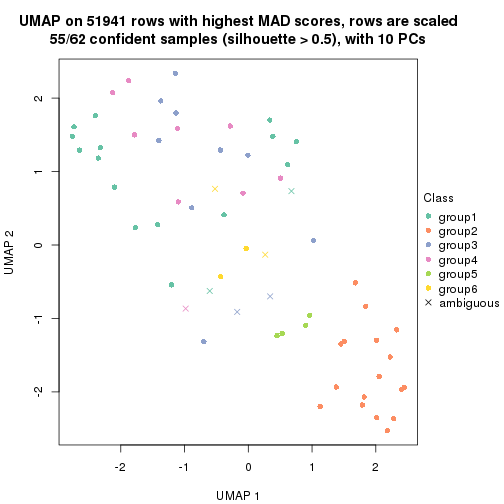 UMAP on 51941 rows with highest MAD scores, rows are scaled
55/62 confident samples (silhouette > 0.5), with 10 PCs
2
1
0
-1
-2
UMAP 2
-2
-1
0
1
2
UMAP 1
Class
group1
group2
group3
group4
group5
group6
ambiguous